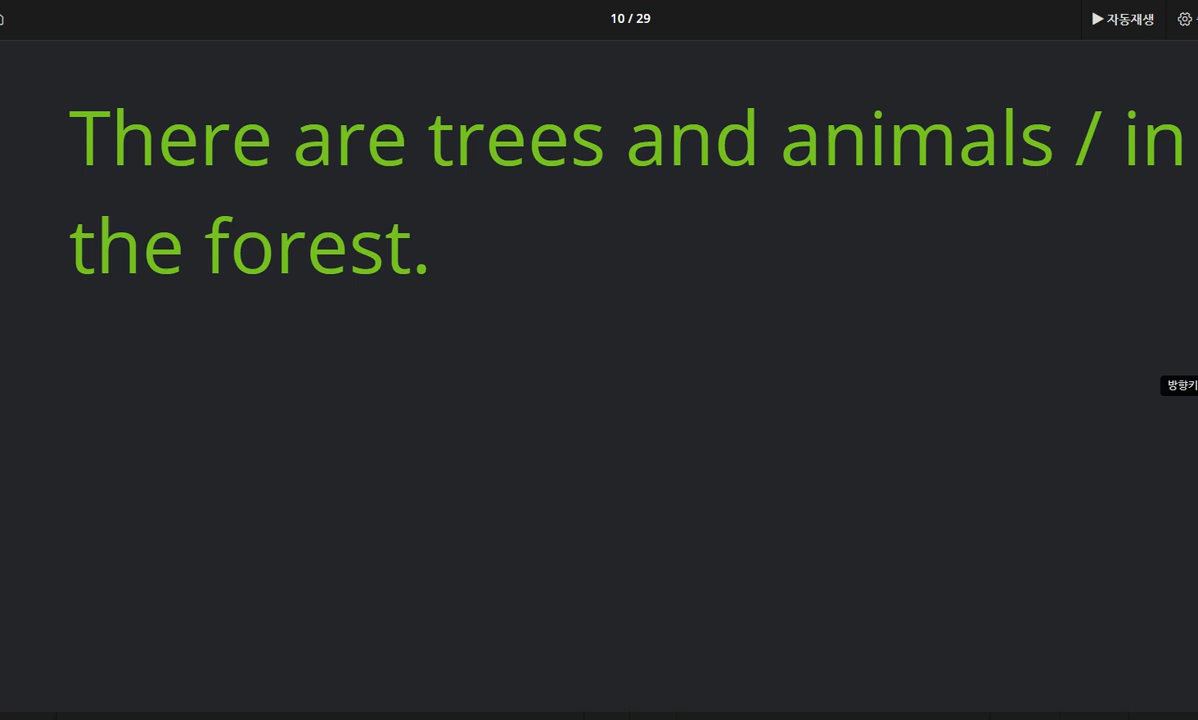 10 / 29
▶ 자동재생
There are trees and animals / in
the forest.
방향키